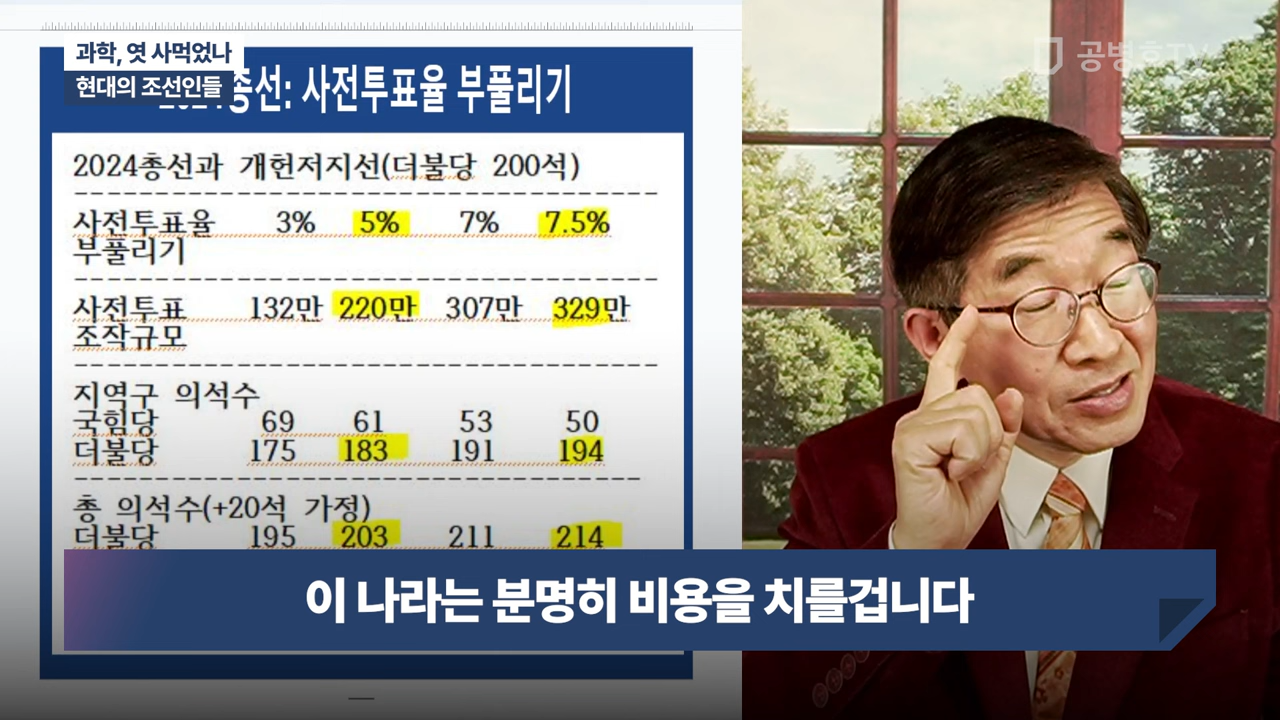 과학, 엿 사먹었나
현대의 조선인들
총선: 사전투표율 부풀리기
공병호TV
2024총선과 개헌저지선(더불당 200석)
사전투표율 3% 5% 7% 7.5%
부풀리기
사전투표 132만 220만 307만 329만
조작규모
지역구 의석수
국힘당 69 61 53 50
더불당 175 183 191 194
총 의석수(+20석 가정)
더불당 195 203 211 214
이 나라는 분명히 비용을 치를겁니다